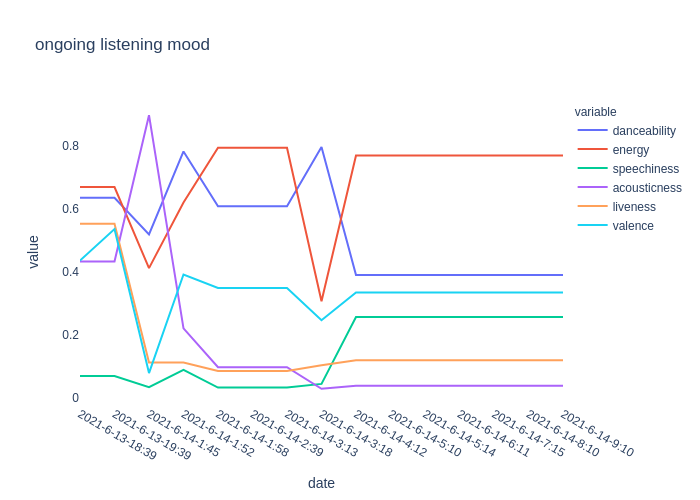 ongoing listening mood
variable
danceability
energy
speechiness
acousticness
liveness
valence
value
0.8
0.6
0.4
0.2
0
2021-6-13-18:39
2021-6-13-19:39
2021-6-14-1:45
2021-6-14-1:52
2021-6-14-1:58
2021-6-14-2:39
2021-6-14-3:13
2021-6-14-3:18
2021-6-14-4:12
2021-6-14-5:10
2021-6-14-5:14
2021-6-14-6:11
2021-6-14-7:15
2021-6-14-8:10
2021-6-14-9:10
date